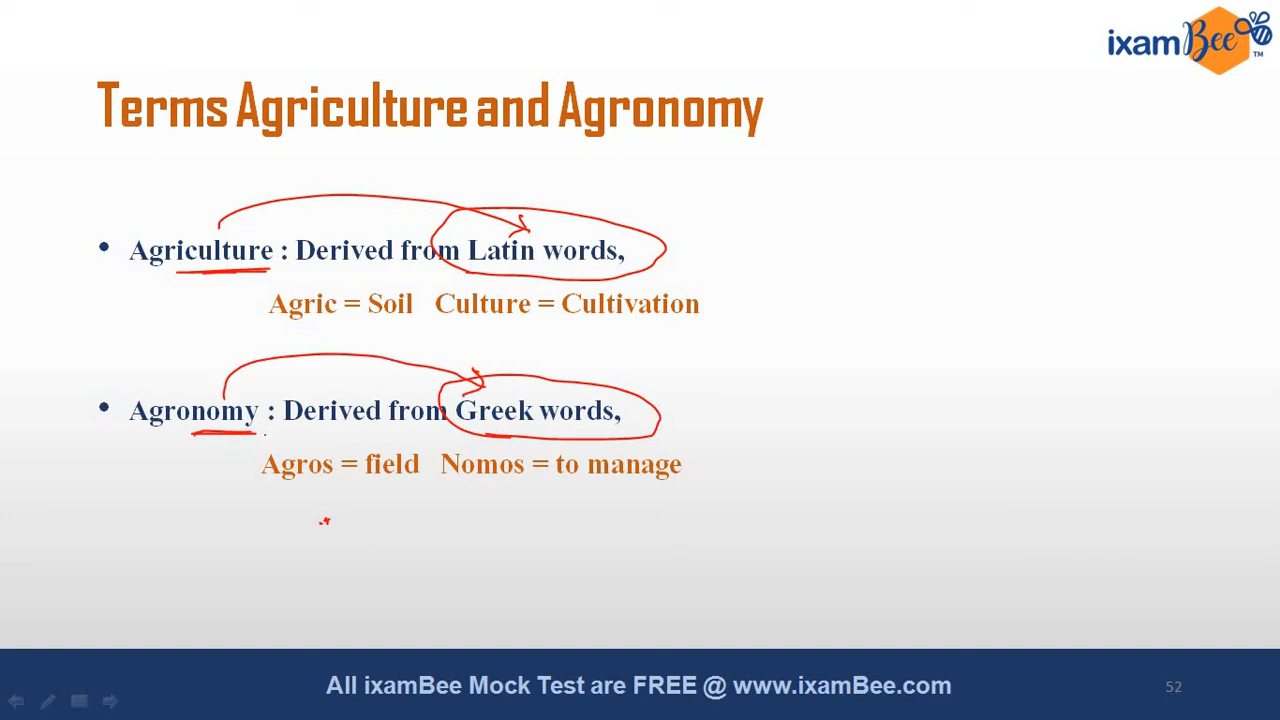 ixamBee
TM
Terms Agriculture and Agronomy
• Agriculture : Derived from Latin words,
Agric = Soil Culture = Cultivation
• Agronomy : Derived from Greek words,
Agros = field Nomos = to manage
All ixamBee Mock Test are FREE @ www.ixamBee.com
52